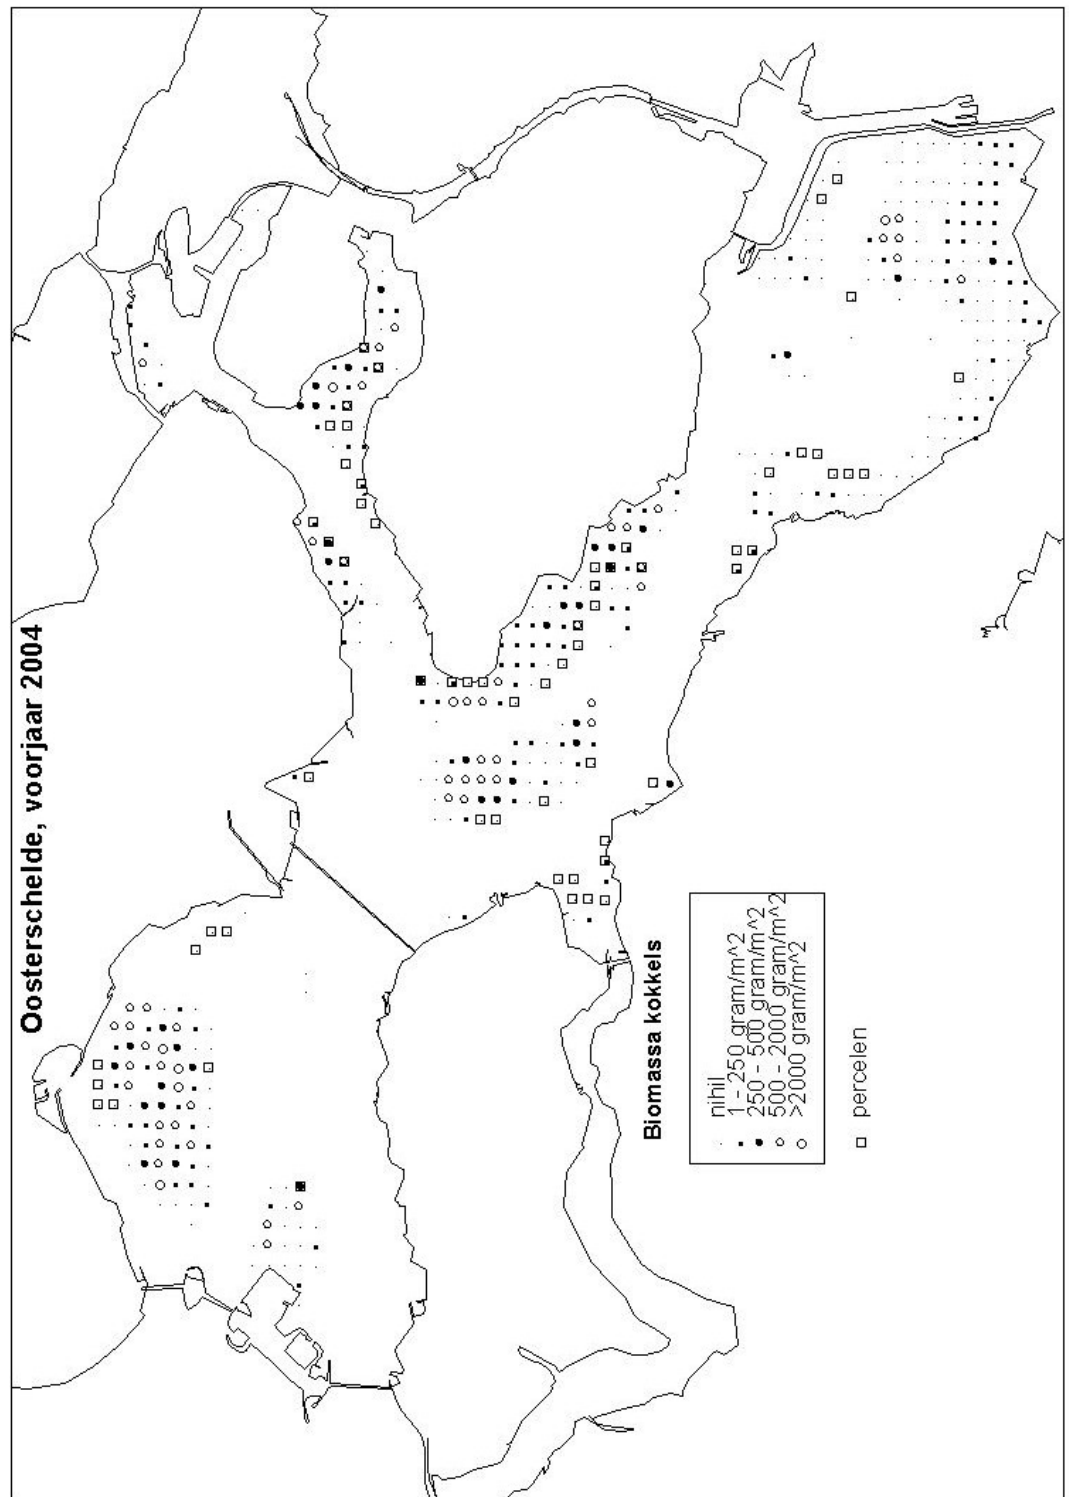 Oosterschelde, voorjaar 2004
Biomassa kokkels
nihil
1 - 250 gram/m^2
250 - 500 gram/m^2
500 - 2000 gram/m^2
>2000 gram/m^2
percelen